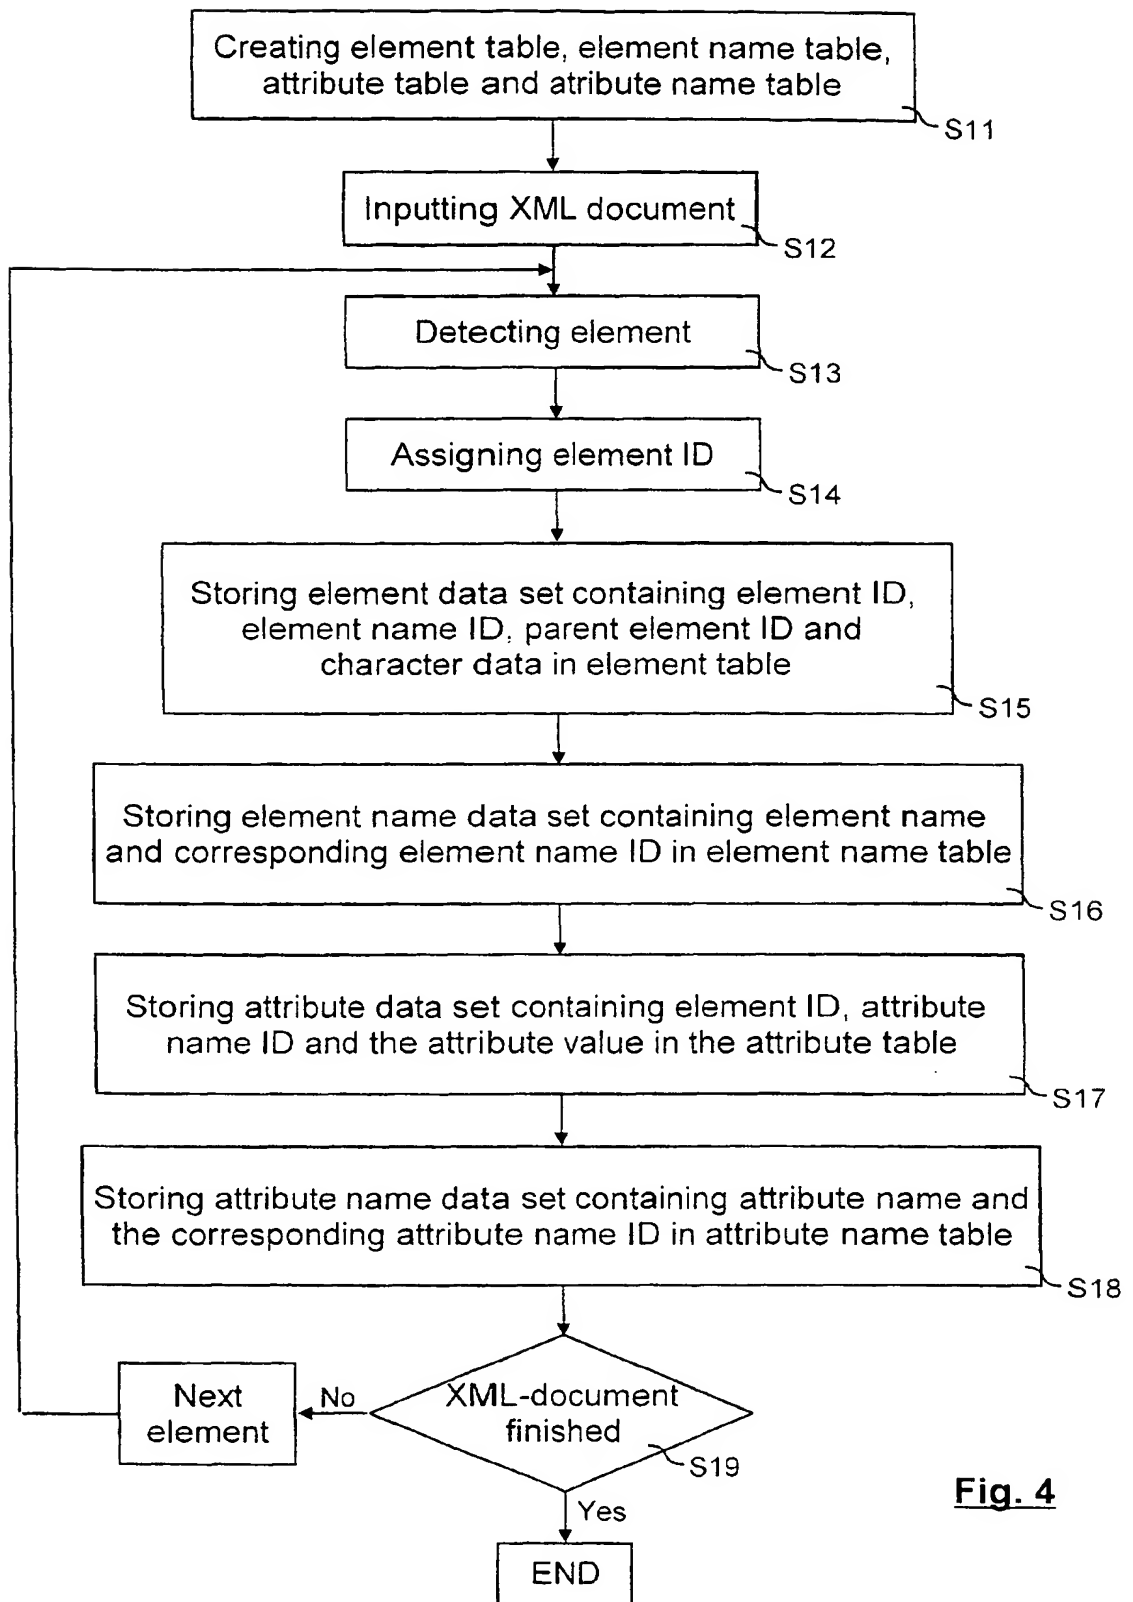 Creating element table, element name table,
attribute table and atribute name table
S11
Inputting XML document
S12
Detecting element
S13
Assigning element ID
S14
Storing element data set containing element ID,
element name ID, parent element ID and
character data in element table
S15
Storing element name data set containing element name
and corresponding element name ID in element name table
S16
Storing attribute data set containing element ID, attribute
name ID and the attribute value in the attribute table
S17
Storing attribute name data set containing attribute name and
the corresponding attribute name ID in attribute name table
S18
XML-document
finished
S19
No
Next
element
Yes
END
Fig. 4